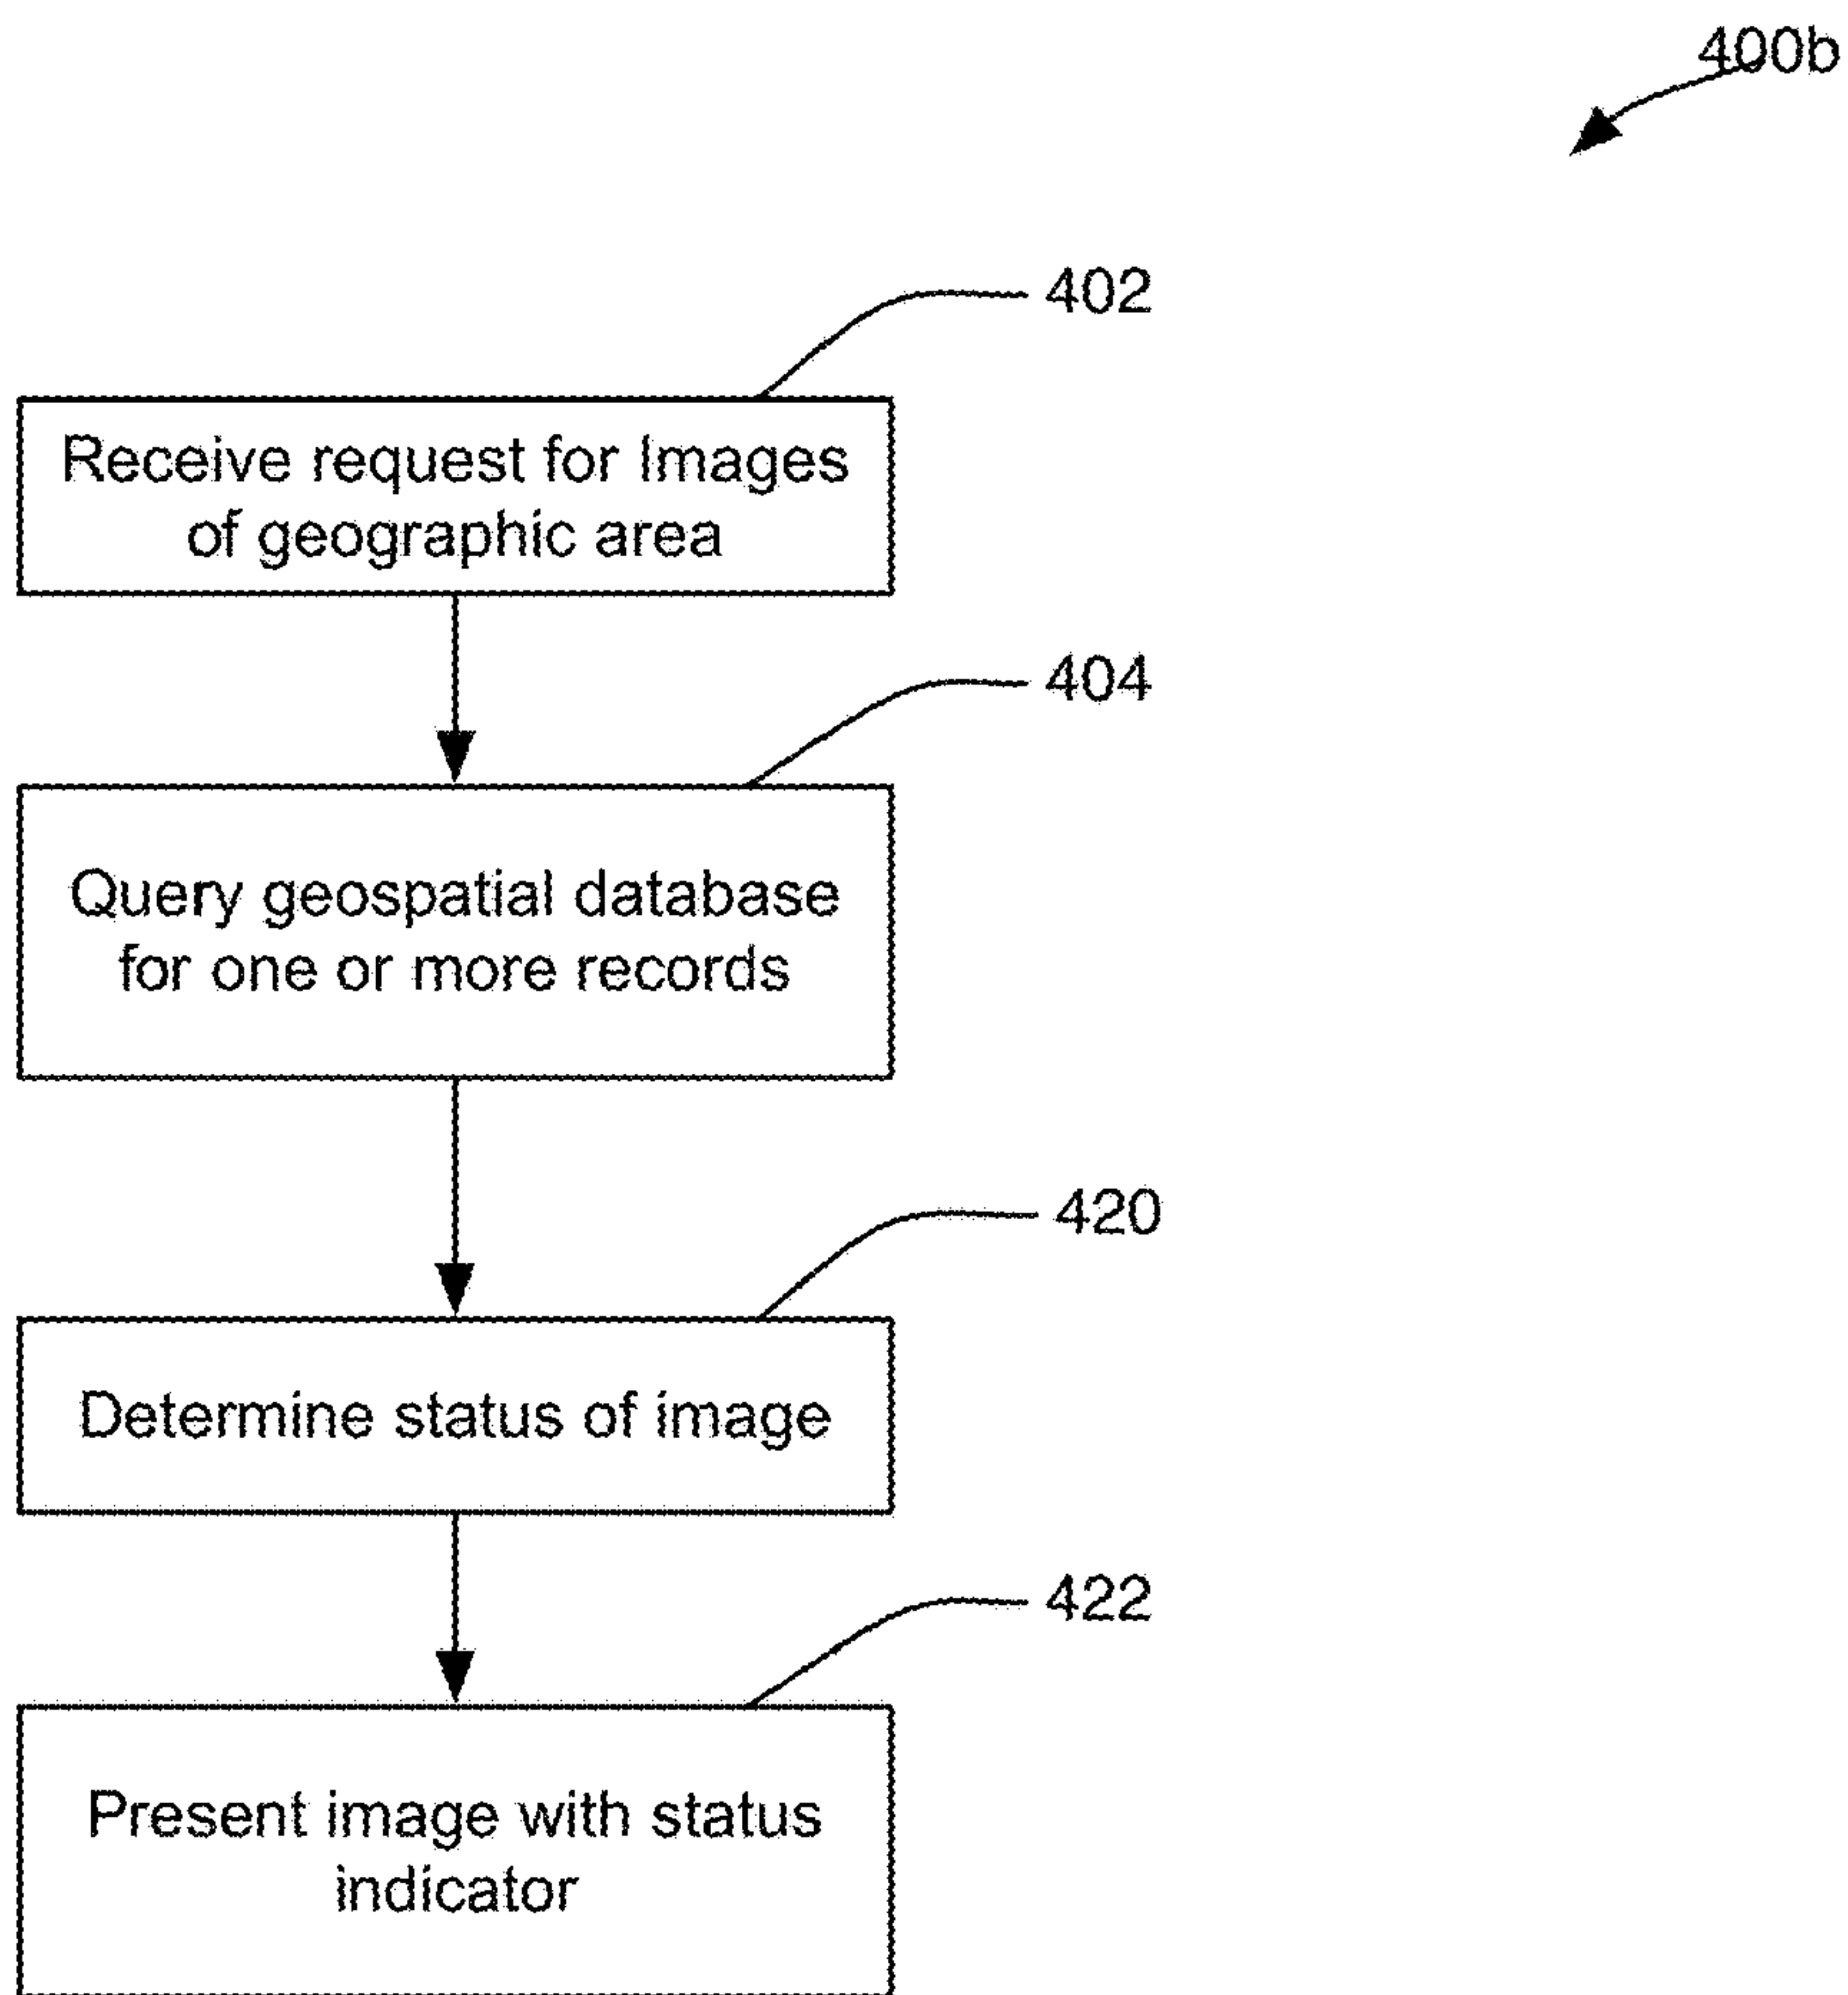 400b
402
Receive request for Images
of geographic area
404
Query geospatial database
for one or more records
420
Determine status of image
422
Present image with status
indicator